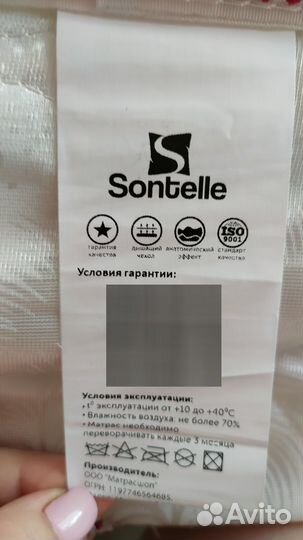 S
Sontelle
гарантия качества
дышащий чехол
анатомический эффект
ISO 9001
стандарт качества
Условия гарантии:
Условия эксплуатации:
• t° эксплуатации от +10 до +40°C
• Влажность воздуха: не более 70%
• Матрас необходимо
переворачивать каждые 3 месяца
Производитель:
ООО "Матрасшоп"
ОГРН: 1197746564685,
Avito